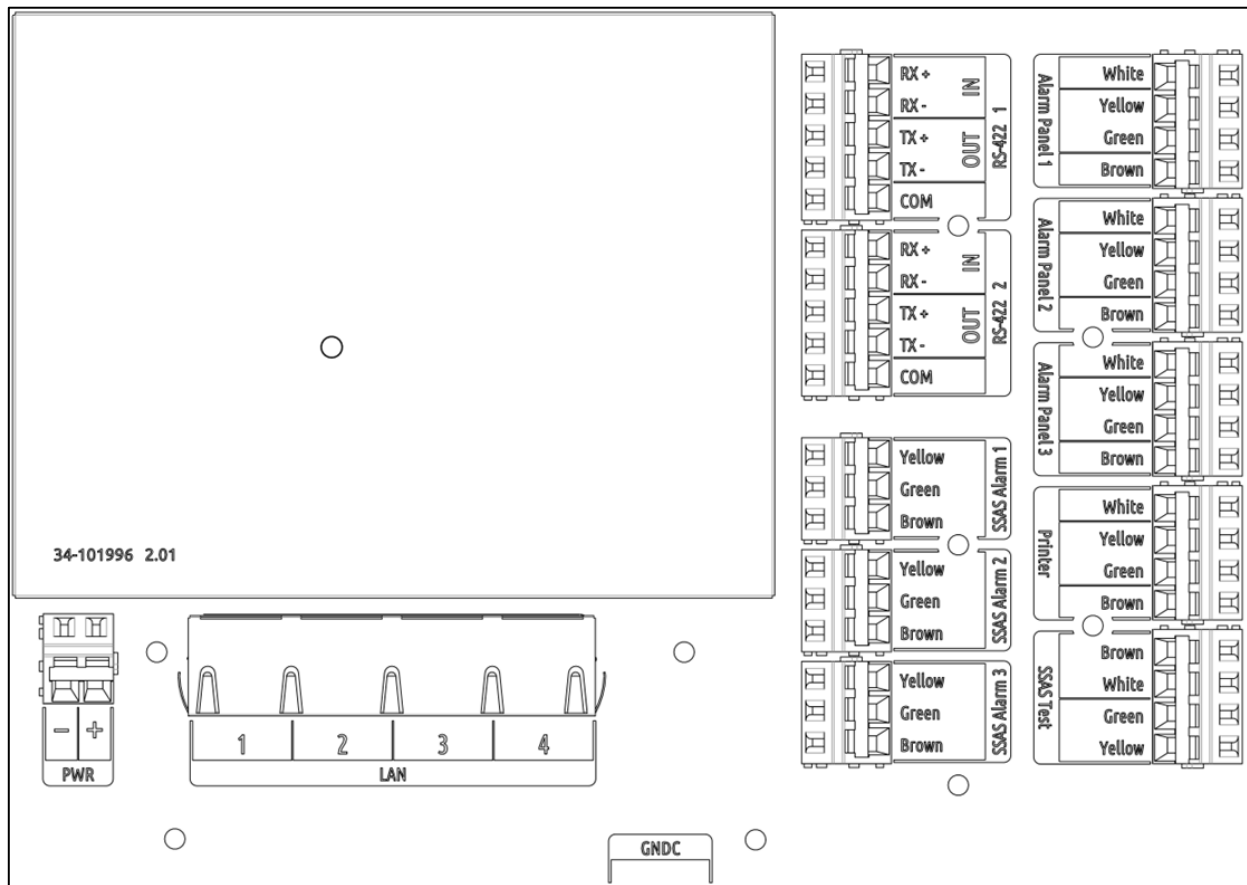 34-101996 2.01
- +
PWR
1 2 3 4
LAN
GNDC
RX +
RX -
TX +
TX -
COM
IN
OUT
RS-422 1
RX +
RX -
TX +
TX -
COM
IN
OUT
RS-422 2
Yellow
Green
Brown
SSAS Alarm 1
Yellow
Green
Brown
SSAS Alarm 2
Yellow
Green
Brown
SSAS Alarm 3
Alarm Panel 1
White
Yellow
Green
Brown
Alarm Panel 2
White
Yellow
Green
Brown
Alarm Panel 3
White
Yellow
Green
Brown
Printer
White
Yellow
Green
Brown
SSAS Test
Brown
White
Green
Yellow